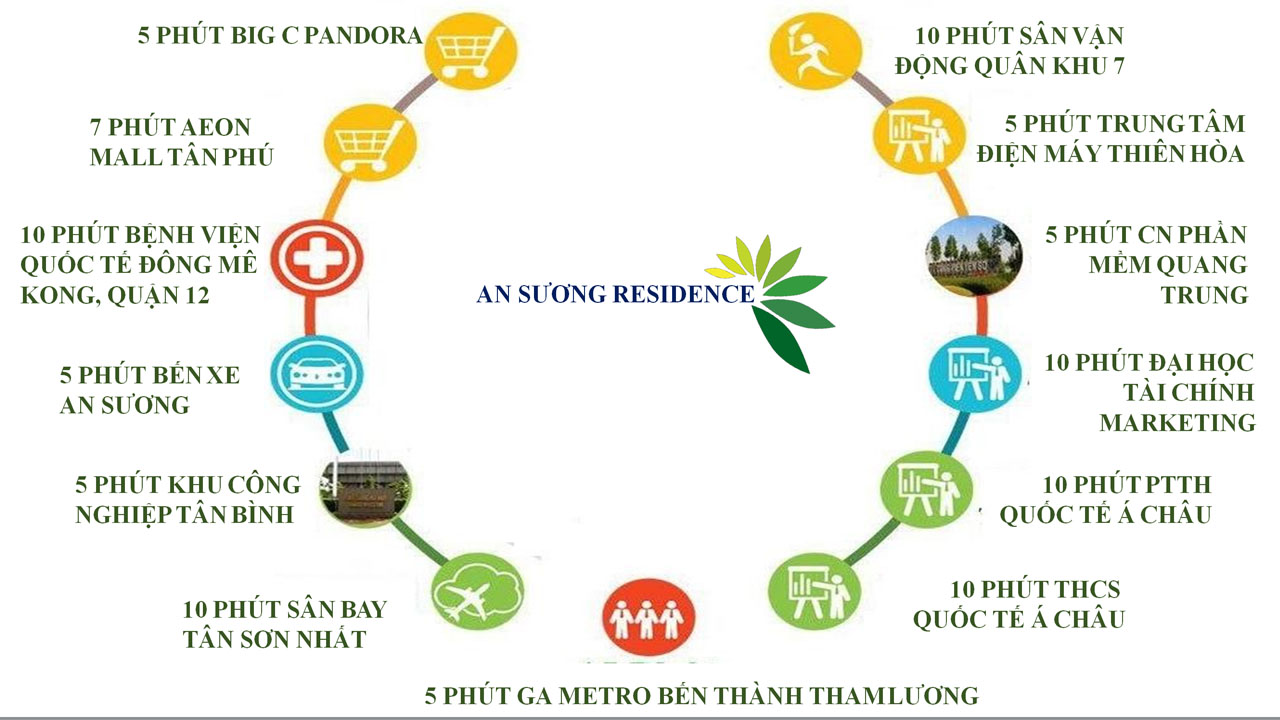 5 PHÚT BIG C PANDORA
7 PHÚT AEON
MALL TÂN PHÚ
10 PHÚT BỆNH VIỆN
QUỐC TẾ ĐÔNG MÊ
KONG, QUẬN 12
5 PHÚT BẾN XE
AN SƯƠNG
5 PHÚT KHU CÔNG
NGHIỆP TÂN BÌNH
10 PHÚT SÂN BAY
TÂN SƠN NHẤT
AN SƯƠNG RESIDENCE
10 PHÚT SÂN VẬN
ĐỘNG QUÂN KHU 7
5 PHÚT TRUNG TÂM
ĐIỆN MÁY THIÊN HÒA
5 PHÚT CN PHẦN
MỀM QUANG
TRUNG
10 PHÚT ĐẠI HỌC
TÀI CHÍNH
MARKETING
10 PHÚT PTTH
QUỐC TẾ Á CHÂU
10 PHÚT THCS
QUỐC TẾ Á CHÂU
5 PHÚT GA METRO BẾN THÀNH THAM LƯƠNG